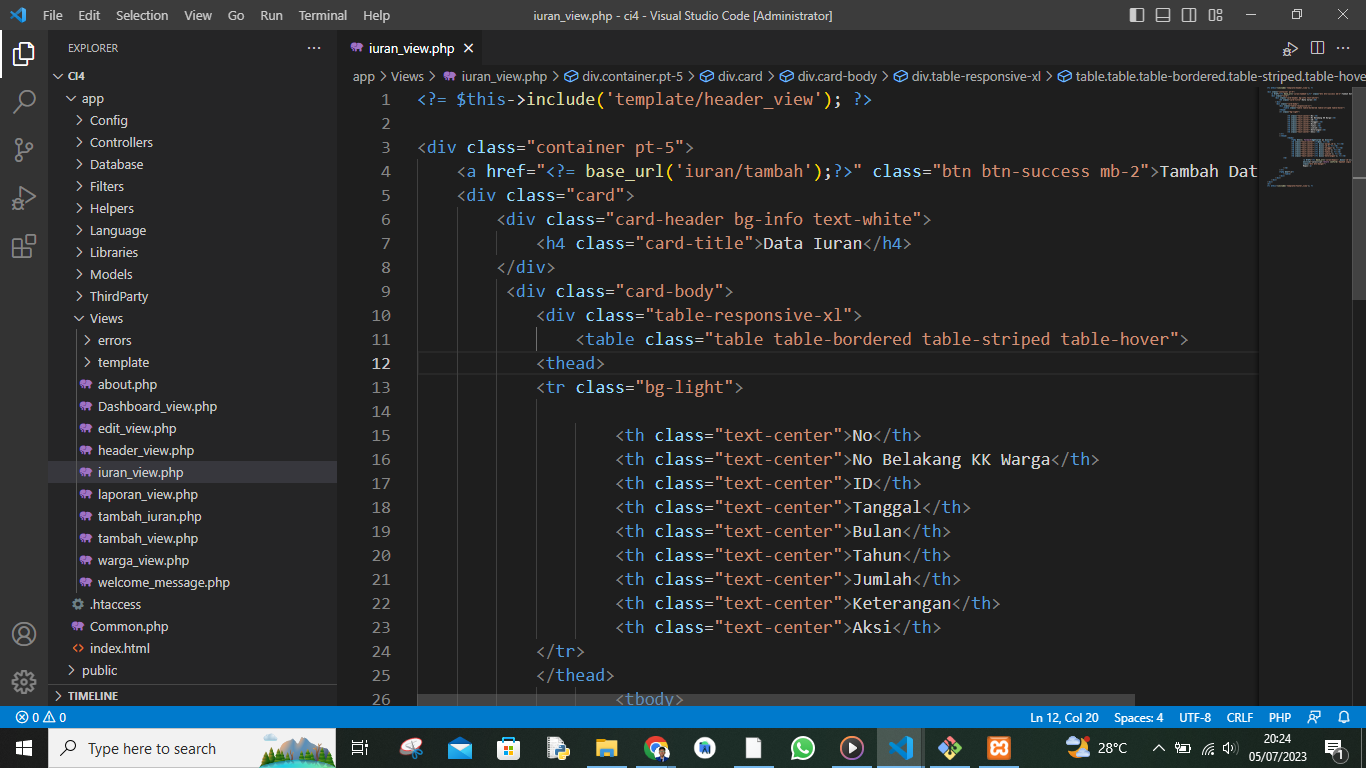 File Edit Selection View Go Run Terminal Help iuran_view.php - ci4 - Visual Studio Code [Administrator]
EXPLORER
CI4
app
Config
Controllers
Database
Filters
Helpers
Language
Libraries
Models
ThirdParty
Views
errors
template
about.php
Dashboard_view.php
edit_view.php
header_view.php
iuran_view.php
laporan_view.php
tambah_iuran.php
tambah_view.php
warga_view.php
welcome_message.php
.htaccess
Common.php
index.html
public
TIMELINE
iuran_view.php
app > Views > iuran_view.php > div.container.pt-5 > div.card > div.card-body > div.table-responsive-xl > table.table.table-bordered.table-striped.table-hove
1 <?= $this->include('template/header_view'); ?>
2
3 <div class="container pt-5">
4 <a href="<?= base_url('iuran/tambah');?>" class="btn btn-success mb-2">Tambah Dat
5 <div class="card">
6 <div class="card-header bg-info text-white">
7 <h4 class="card-title">Data Iuran</h4>
8 </div>
9 <div class="card-body">
10 <div class="table-responsive-xl">
11 <table class="table table-bordered table-striped table-hover">
12 <thead>
13 <tr class="bg-light">
14
15 <th class="text-center">No</th>
16 <th class="text-center">No Belakang KK Warga</th>
17 <th class="text-center">ID</th>
18 <th class="text-center">Tanggal</th>
19 <th class="text-center">Bulan</th>
20 <th class="text-center">Tahun</th>
21 <th class="text-center">Jumlah</th>
22 <th class="text-center">Keterangan</th>
23 <th class="text-center">Aksi</th>
24 </tr>
25 </thead>
26 <tbody>
0 0 Ln 12, Col 20 Spaces: 4 UTF-8 CRLF PHP
Type here to search 28°C 20:24
05/07/2023 1